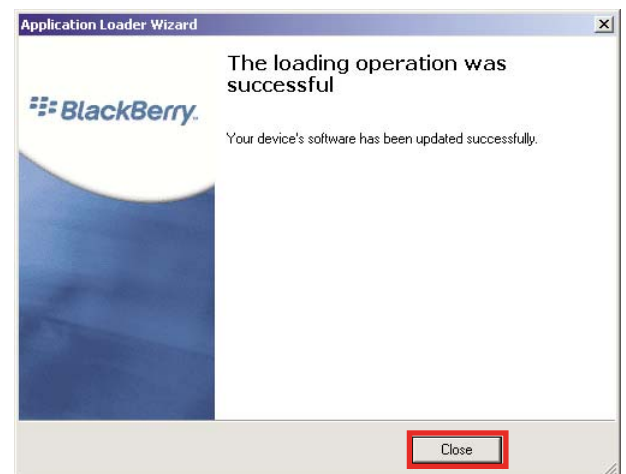 Application Loader Wizard
The loading operation was
successful
BlackBerry.
Your device's software has been updated successfully.
Close